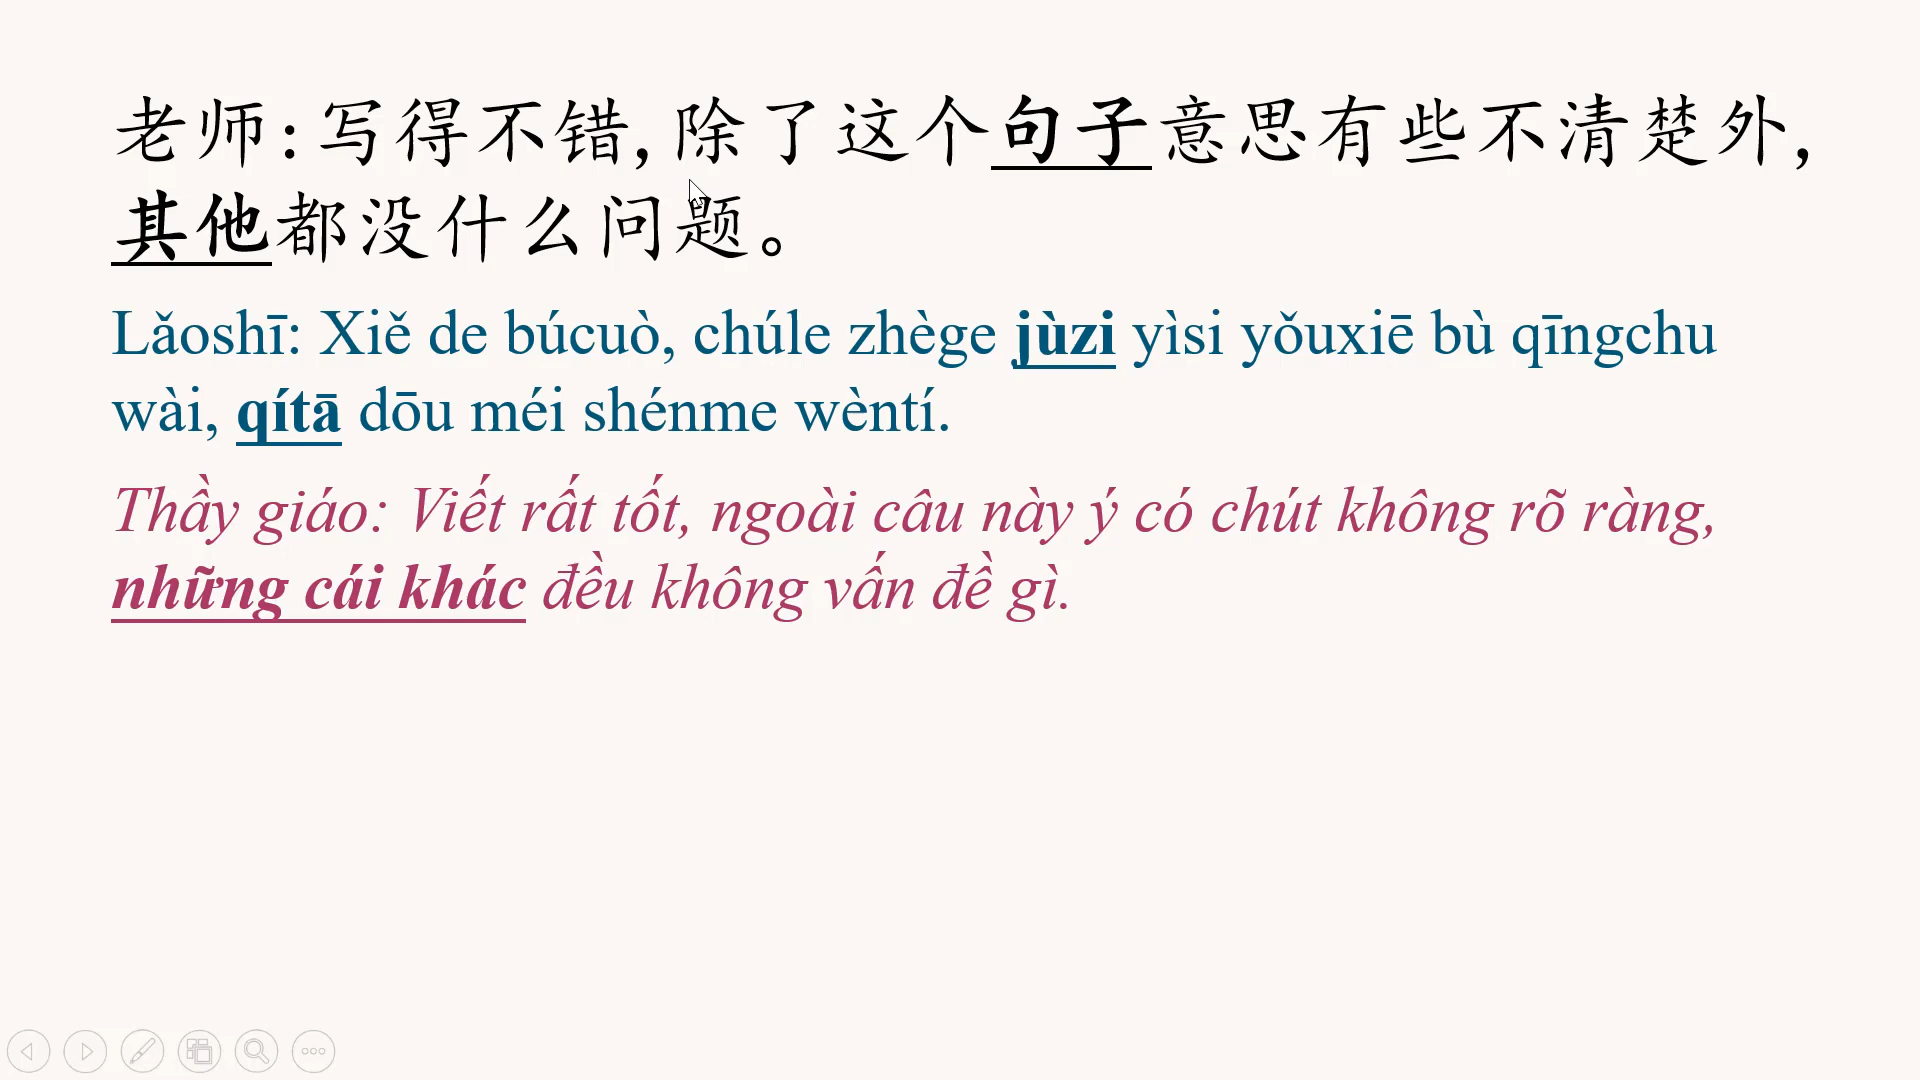 老师:写得不错,除了这个句子意思有些不清楚外,
其他都没什么问题。
Lǎoshī: Xiě de búcuò, chúle zhège jùzi yìsi yǒuxiē bù qīngchu
wài, qítā dōu méi shénme wèntí.
Thầy giáo: Viết rất tốt, ngoài câu này ý có chút không rõ ràng,
những cái khác đều không vấn đề gì.